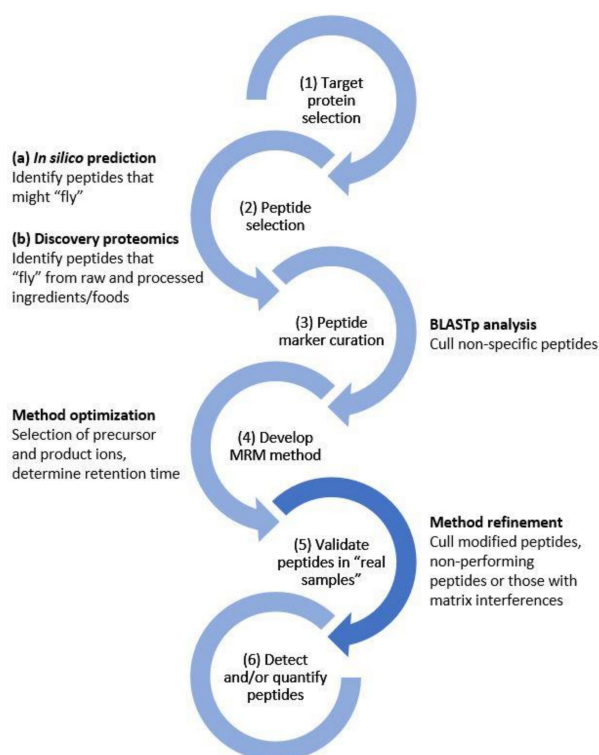 (1) Target
protein
selection
(a) In silico prediction
Identify peptides that
might “fly”
(2) Peptide
selection
(b) Discovery proteomics
Identify peptides that
“fly” from raw and processed
ingredients/foods
(3) Peptide
marker curation
BLASTp analysis
Cull non-specific peptides
Method optimization
Selection of precursor
and product ions,
determine retention time
(4) Develop
MRM method
(5) Validate
peptides in “real
samples”
Method refinement
Cull modified peptides,
non-performing
peptides or those with
matrix interferences
(6) Detect
and/or quantify
peptides